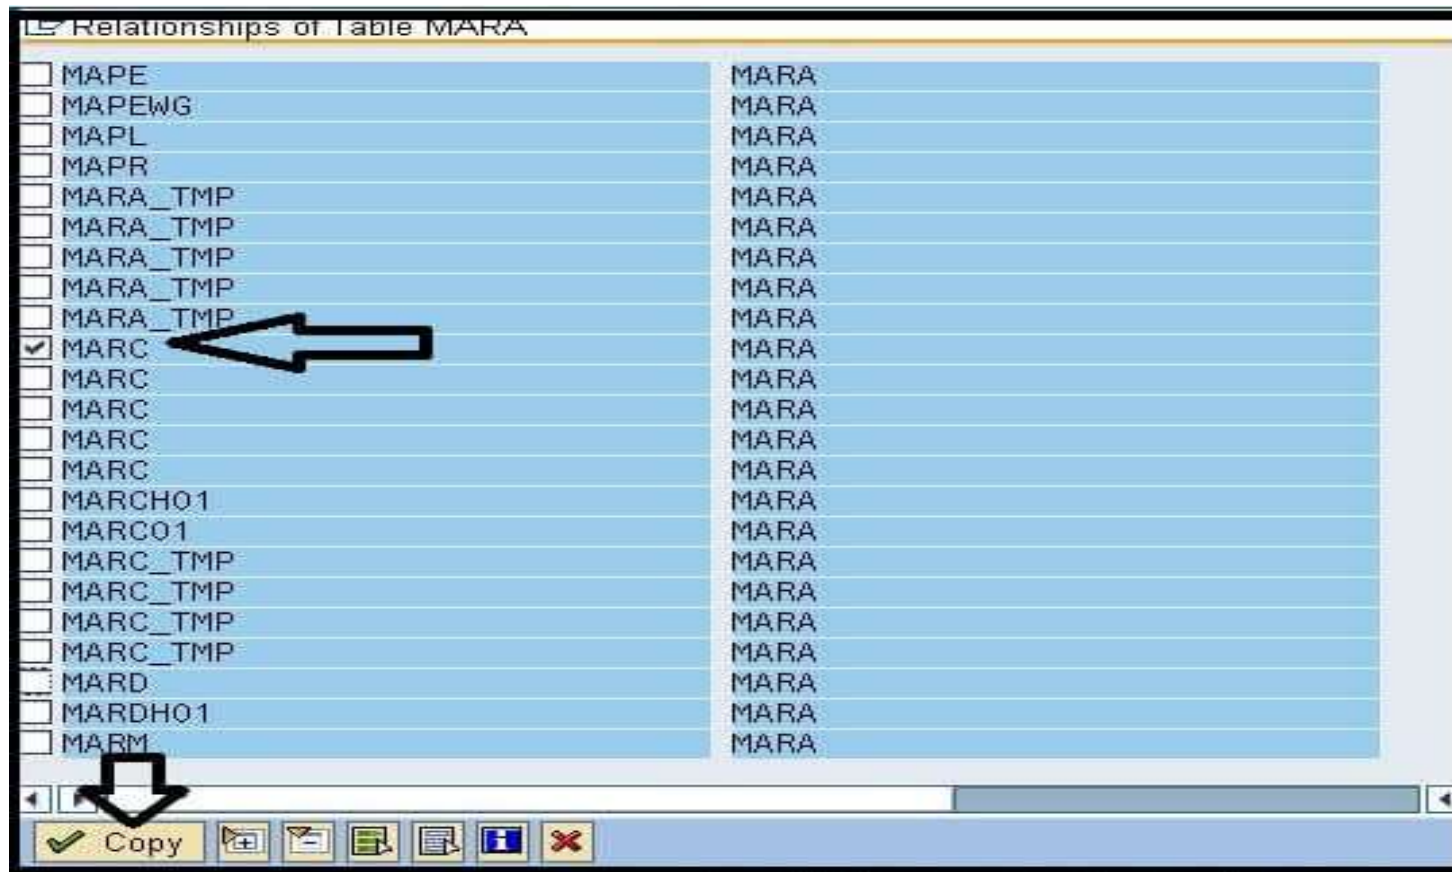 Relationships of Table MARA
MAPE MARA
MAPEWG MARA
MAPL MARA
MAPR MARA
MARA_TMP MARA
MARA_TMP MARA
MARA_TMP MARA
MARA_TMP MARA
MARA_TMP MARA
MARC MARA
MARC MARA
MARC MARA
MARC MARA
MARC MARA
MARCH01 MARA
MARC01 MARA
MARC_TMP MARA
MARC_TMP MARA
MARC_TMP MARA
MARC_TMP MARA
MARD MARA
MARDH01 MARA
MARM MARA
Copy